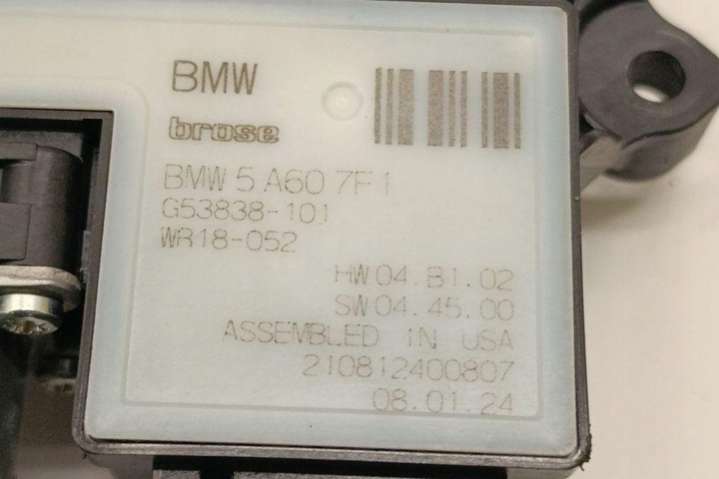 BMW
brose
BMW 5 A60 7F1
G53838-101
WR18-052
HW 04.B1.02
SW 04.45.00
ASSEMBLED iN USA
210812400807
08.01.24